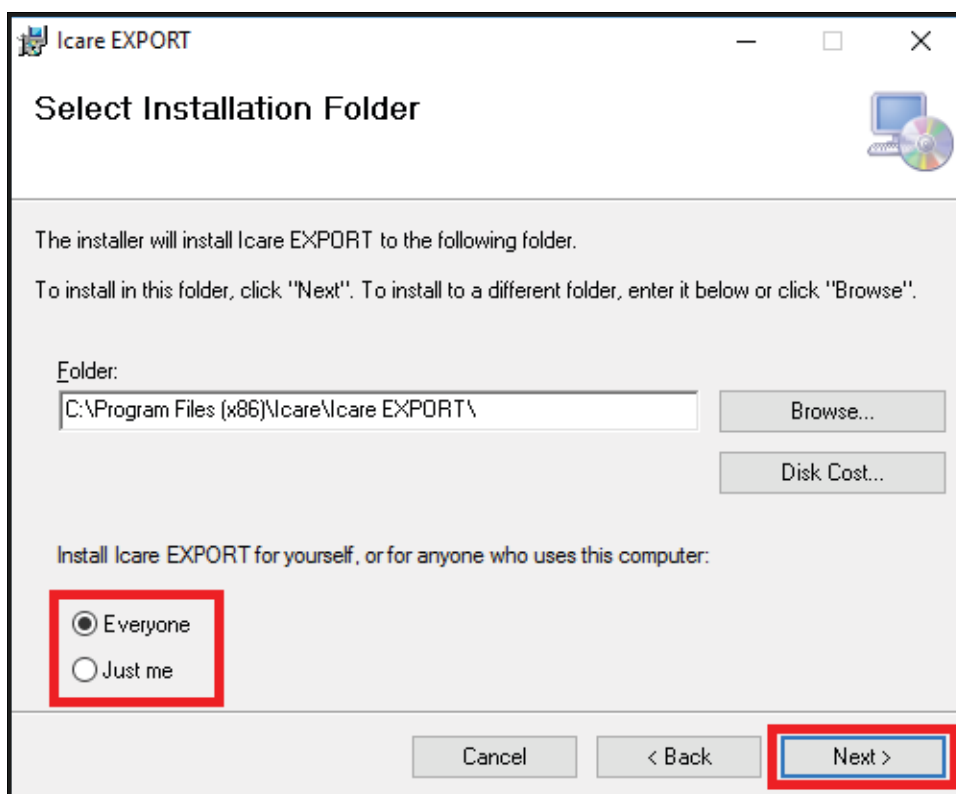 Icare EXPORT
Select Installation Folder
The installer will install Icare EXPORT to the following folder.
To install in this folder, click "Next". To install to a different folder, enter it below or click "Browse".
Folder:
C:\Program Files (x86)\Icare\Icare EXPORT\
Browse...
Disk Cost...
Install Icare EXPORT for yourself, or for anyone who uses this computer:
Everyone
Just me
Cancel
< Back
Next >